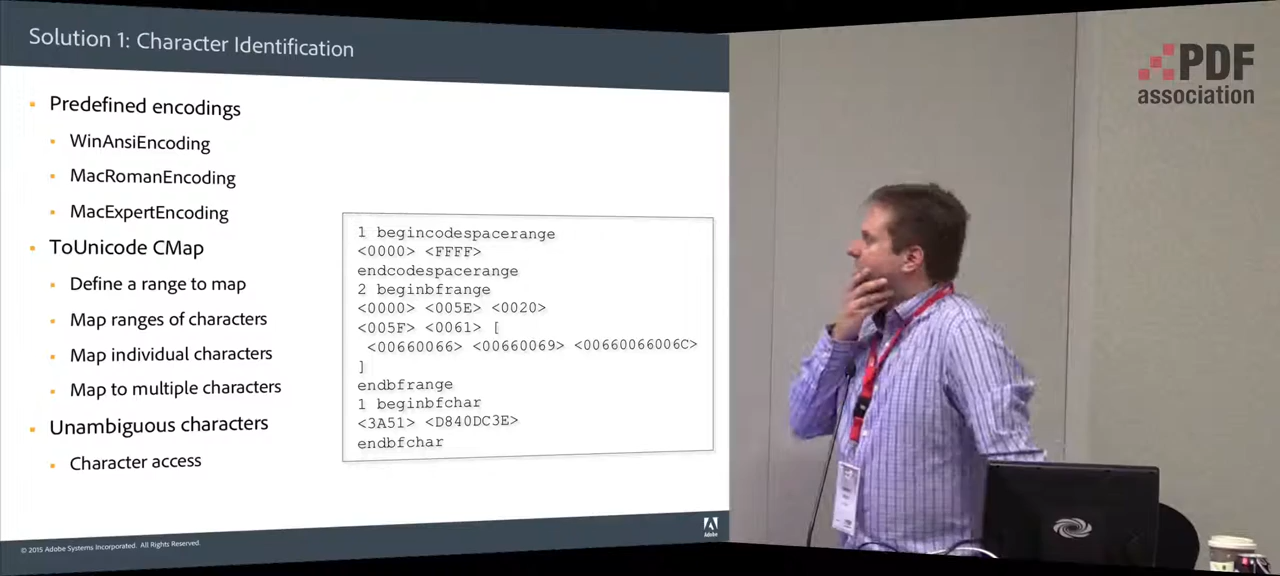 Solution 1: Character Identification
Predefined encodings
WinAnsiEncoding
MacRomanEncoding
MacExpertEncoding
ToUnicode CMap
Define a range to map
Map ranges of characters
Map individual characters
Map to multiple characters
Unambiguous characters
Character access
1 begincodespacerange
<0000> <FFFF>
endcodespacerange
2 beginbfrange
<0000> <005E> <0020>
<005F> <0061> [
<00660066> <00660069> <00660066006C>
]
endbfrange
1 beginbfchar
<3A51> <D840DC3E>
endbfchar
© 2015 Adobe Systems Incorporated. All Rights Reserved.
Adobe
PDF
association